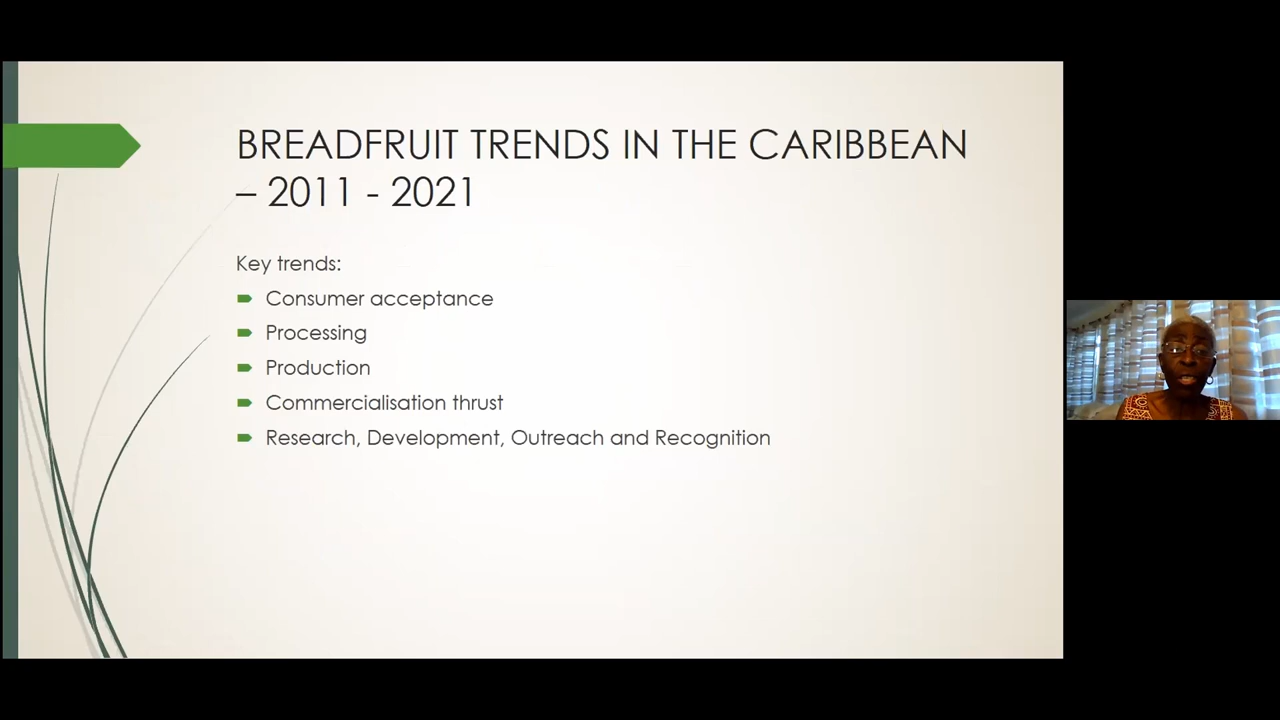 BREADFRUIT TRENDS IN THE CARIBBEAN
– 2011 - 2021
Key trends:
Consumer acceptance
Processing
Production
Commercialisation thrust
Research, Development, Outreach and Recognition